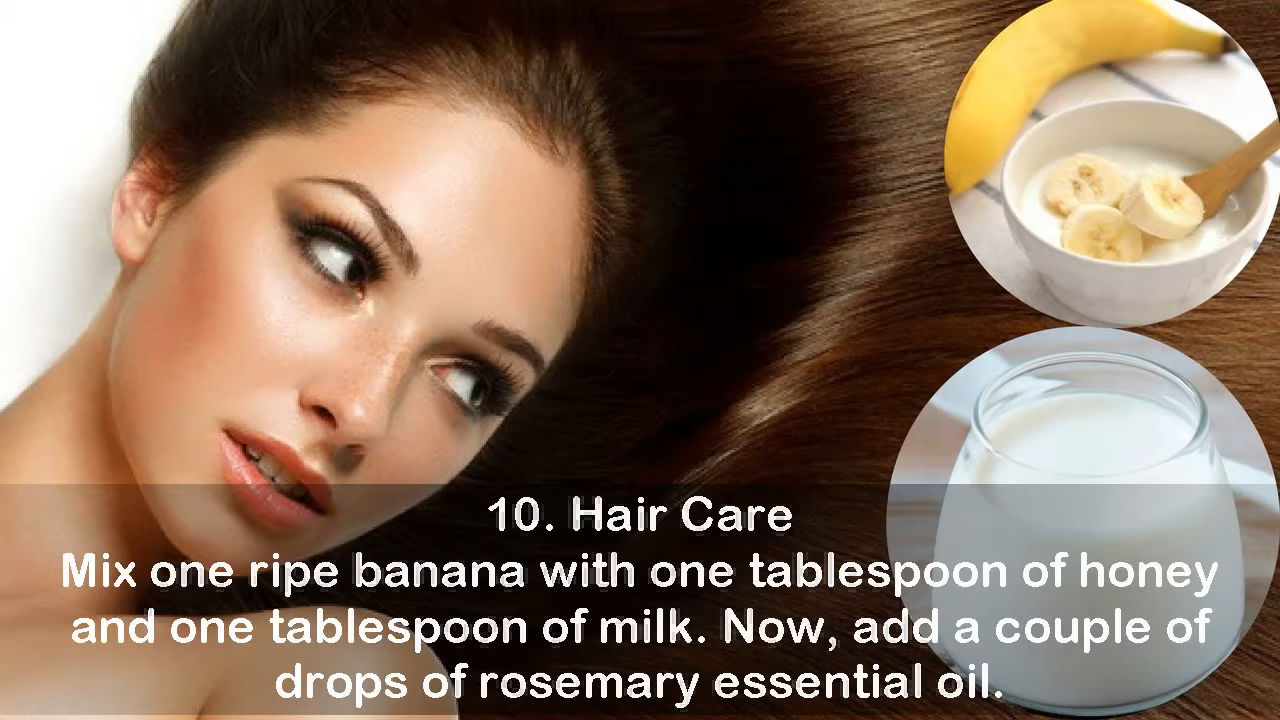 10. Hair Care
Mix one ripe banana with one tablespoon of honey
and one tablespoon of milk. Now, add a couple of
drops of rosemary essential oil.